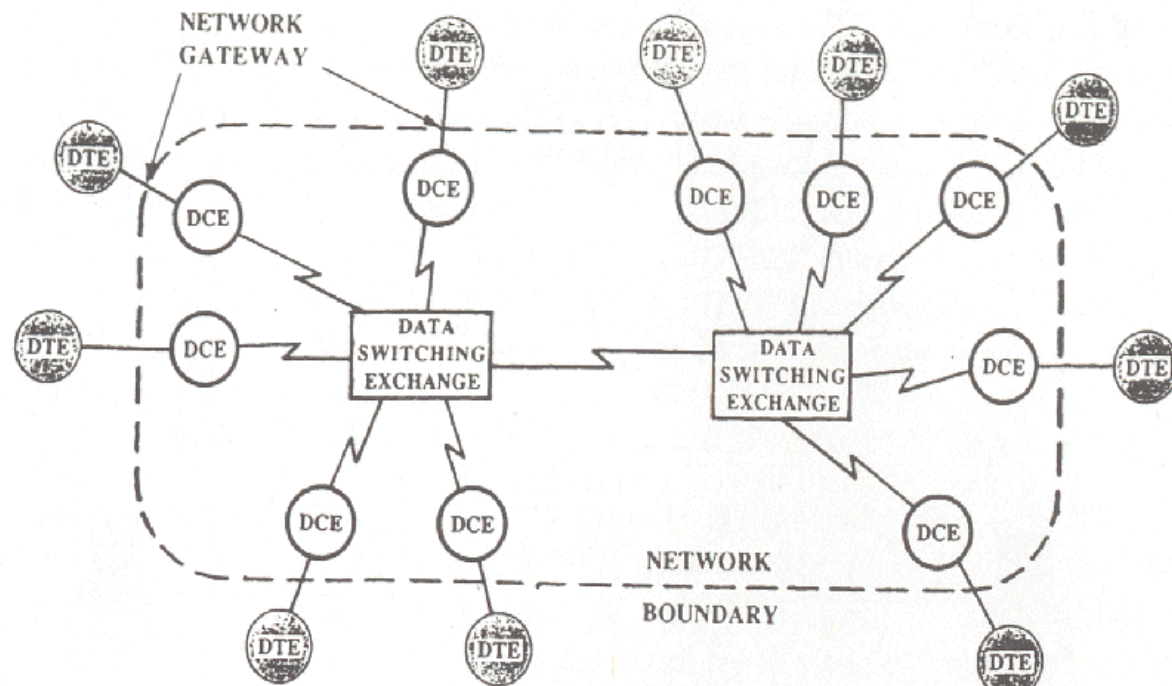 NETWORK
GATEWAY
DTE
DTE
DTE
DTE
DTE
DTE
DCE
DCE
DCE
DCE
DCE
DTE
DCE
DATA
SWITCHING
EXCHANGE
DATA
SWITCHING
EXCHANGE
DCE
DTE
DCE
DCE
DCE
NETWORK
BOUNDARY
DTE
DTE
DTE